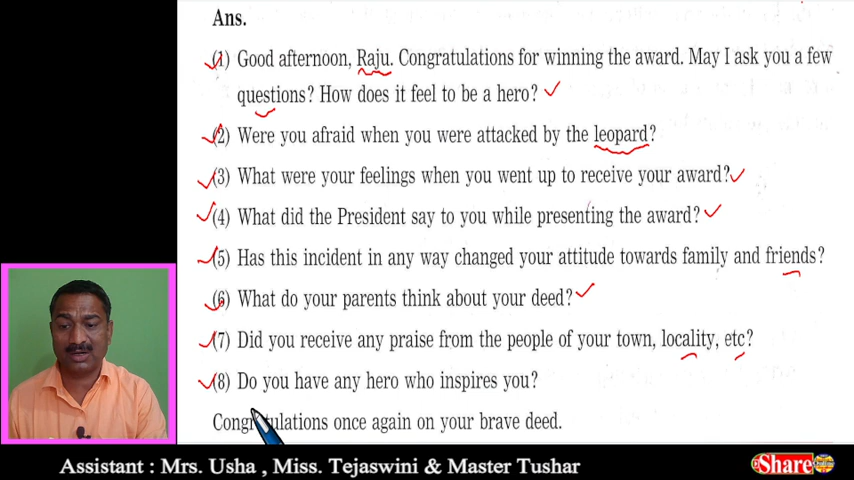 Ans.
(1) Good afternoon, Raju. Congratulations for winning the award. May I ask you a few
questions? How does it feel to be a hero?
(2) Were you afraid when you were attacked by the leopard?
(3) What were your feelings when you went up to receive your award?
(4) What did the President say to you while presenting the award?
(5) Has this incident in any way changed your attitude towards family and friends?
(6) What do your parents think about your deed?
(7) Did you receive any praise from the people of your town, locality, etc?
(8) Do you have any hero who inspires you?
Congratulations once again on your brave deed.
Assistant : Mrs. Usha , Miss. Tejaswini & Master Tushar
Share